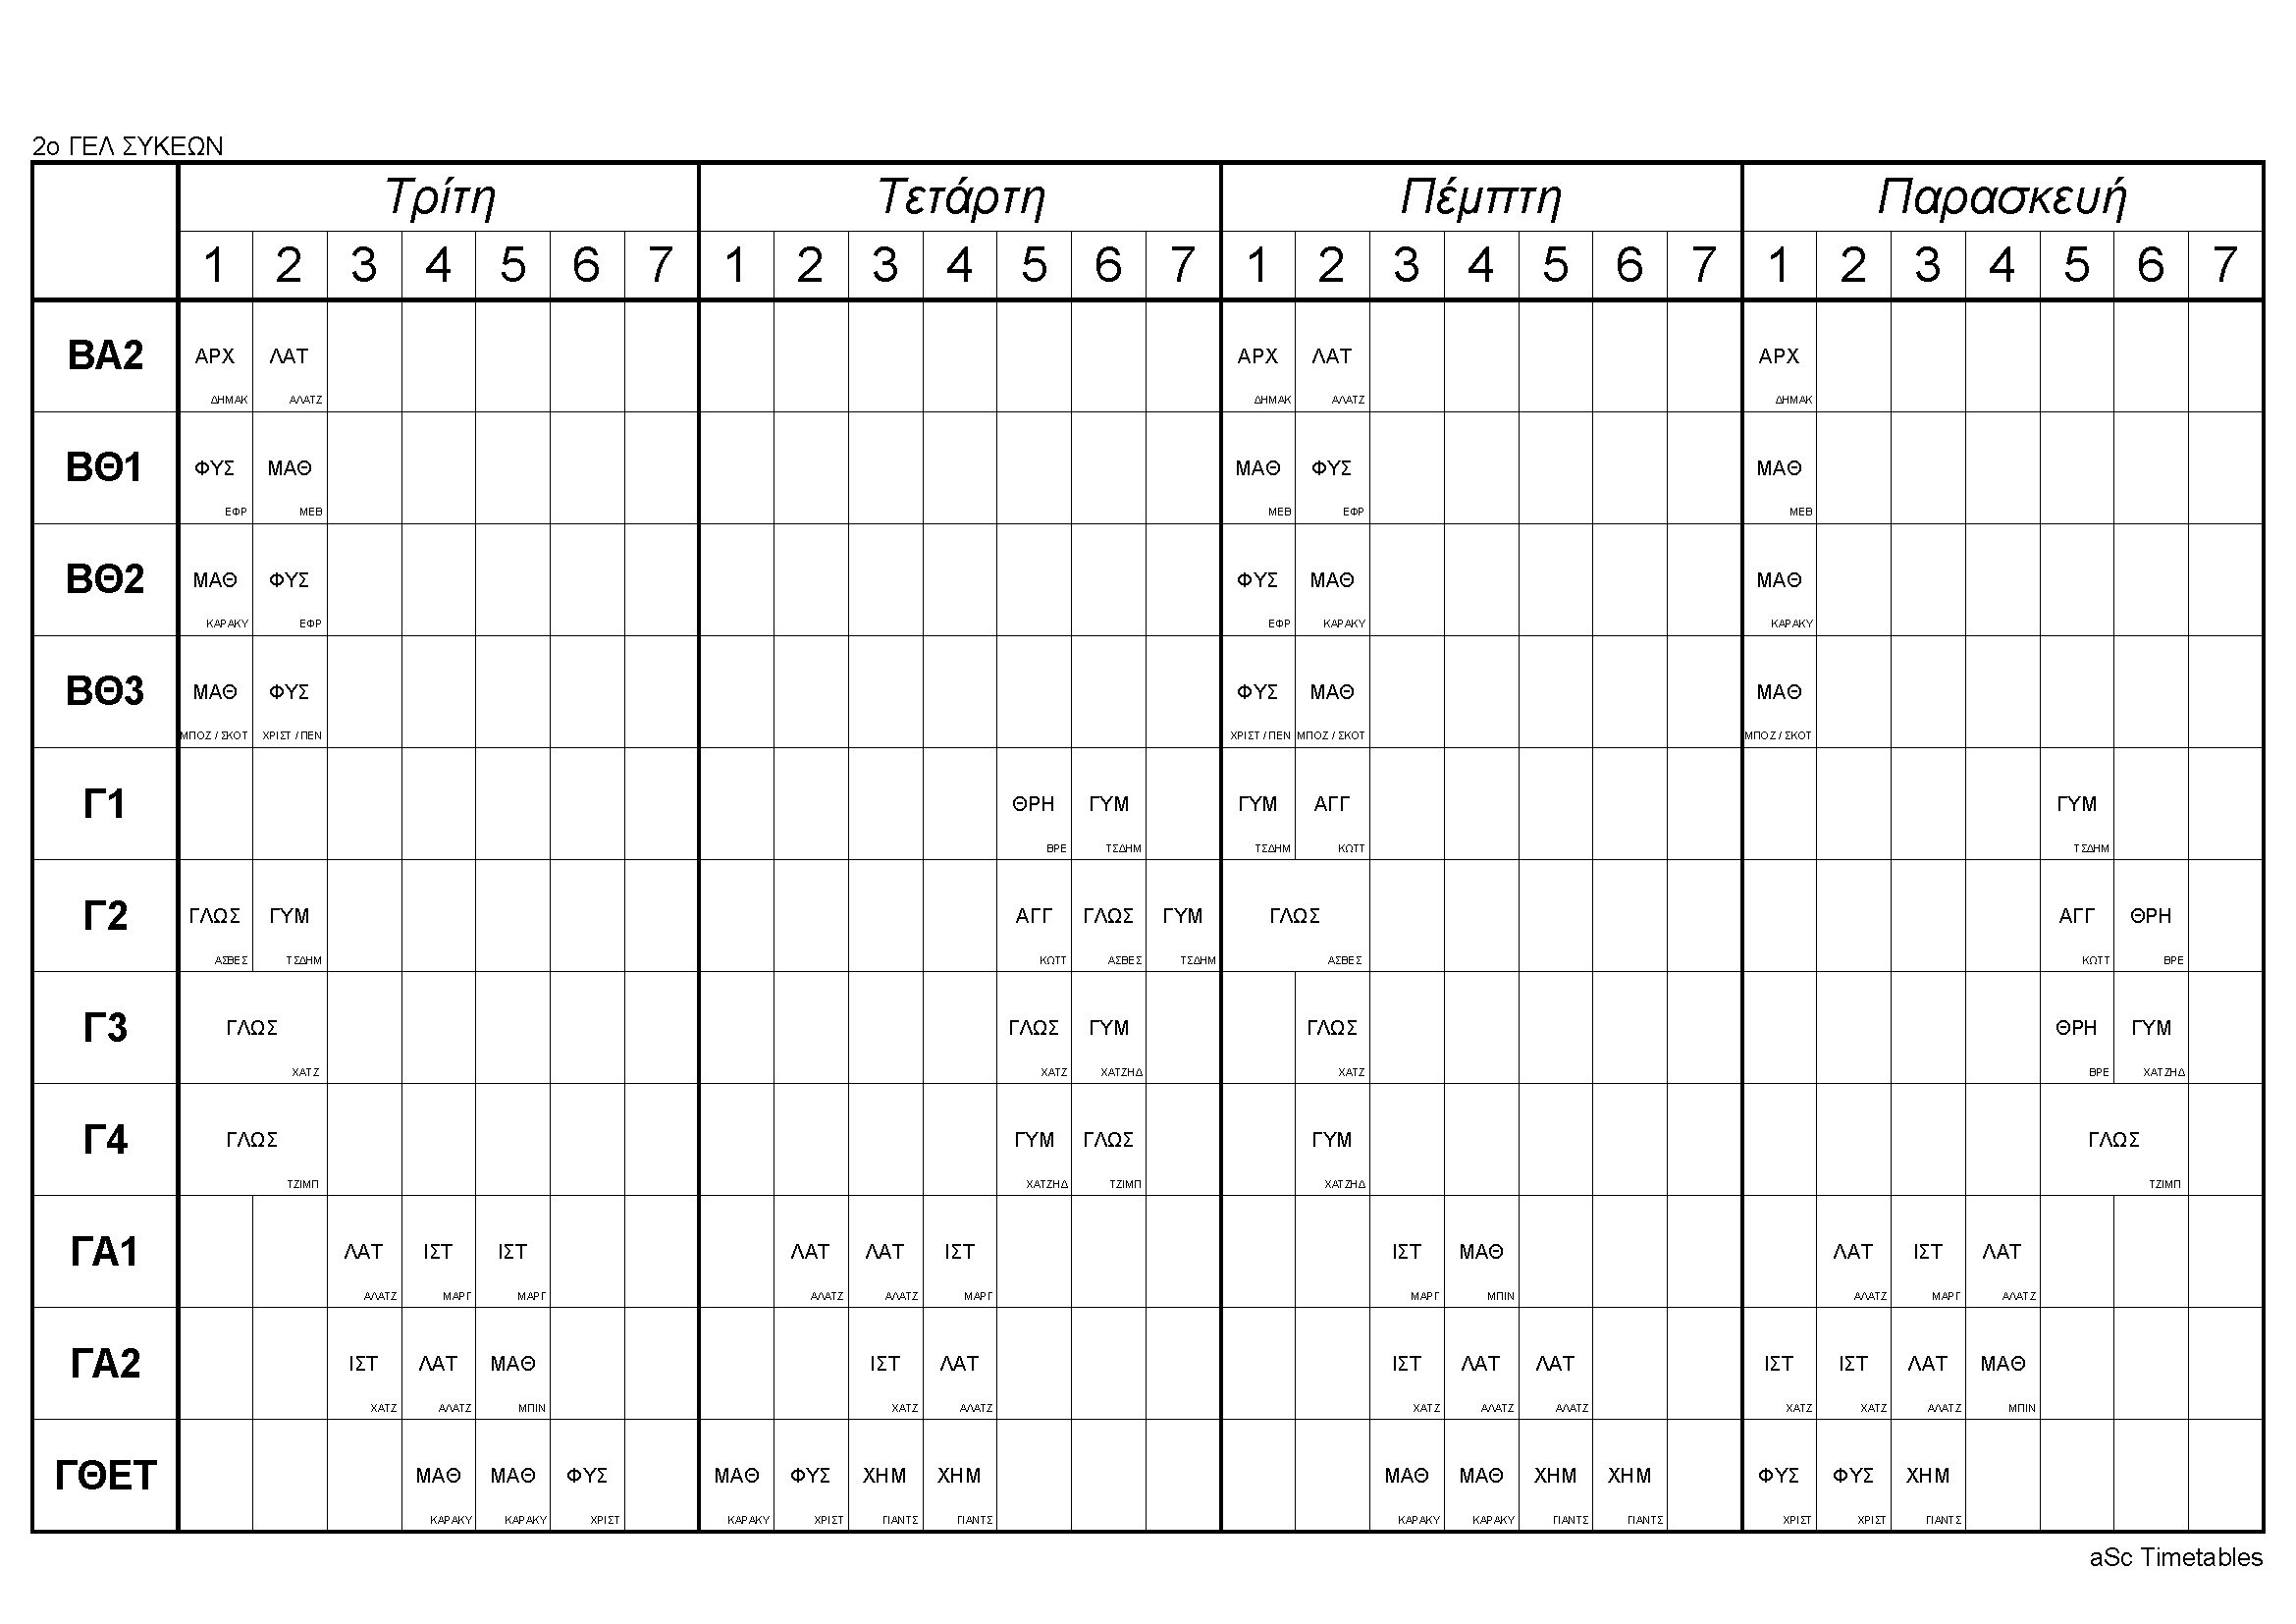 2ο ΓΕΛ ΣΥΚΕΩΝ
Τρίτη Τετάρτη Πέμπτη Παρασκευή
1 2 3 4 5 6 7 1 2 3 4 5 6 7 1 2 3 4 5 6 7 1 2 3 4 5 6 7
ΒΑ2 ΑΡΧ ΛΑΤ ΑΡΧ ΛΑΤ ΑΡΧ
ΔΗΜΑΚ ΑΛΑΤΖ ΔΗΜΑΚ ΑΛΑΤΖ ΔΗΜΑΚ
ΒΘ1 ΦΥΣ ΜΑΘ ΜΑΘ ΦΥΣ ΜΑΘ
ΕΦΡ ΜΕΒ ΜΕΒ ΕΦΡ ΜΕΒ
ΒΘ2 ΜΑΘ ΦΥΣ ΦΥΣ ΜΑΘ ΜΑΘ
ΚΑΡΑΚΥ ΕΦΡ ΕΦΡ ΚΑΡΑΚΥ ΚΑΡΑΚΥ
ΒΘ3 ΜΑΘ ΦΥΣ ΦΥΣ ΜΑΘ ΜΑΘ
ΜΠΟΖ / ΣΚΟΤ ΧΡΙΣΤ / ΠΕΝ ΧΡΙΣΤ / ΠΕΝ ΜΠΟΖ / ΣΚΟΤ ΜΠΟΖ / ΣΚΟΤ
Γ1 ΘΡΗ ΓΥΜ ΓΥΜ ΑΓΓ ΓΥΜ
ΒΡΕ ΤΣΔΗΜ ΤΣΔΗΜ ΚΩΤΤ ΤΣΔΗΜ
Γ2 ΓΛΩΣ ΓΥΜ ΑΓΓ ΓΛΩΣ ΓΥΜ ΓΛΩΣ ΑΓΓ ΘΡΗ
ΑΣΒΕΣ ΤΣΔΗΜ ΚΩΤΤ ΑΣΒΕΣ ΤΣΔΗΜ ΑΣΒΕΣ ΚΩΤΤ ΒΡΕ
Γ3 ΓΛΩΣ ΓΛΩΣ ΓΥΜ ΓΛΩΣ ΘΡΗ ΓΥΜ
ΧΑΤΖ ΧΑΤΖ ΧΑΤΖΗΔ ΧΑΤΖ ΒΡΕ ΧΑΤΖΗΔ
Γ4 ΓΛΩΣ ΓΥΜ ΓΛΩΣ ΓΥΜ ΓΛΩΣ
ΤΖΙΜΠ ΧΑΤΖΗΔ ΤΖΙΜΠ ΧΑΤΖΗΔ ΤΖΙΜΠ
ΓΑ1 ΛΑΤ ΙΣΤ ΙΣΤ ΛΑΤ ΛΑΤ ΙΣΤ ΙΣΤ ΜΑΘ ΛΑΤ ΙΣΤ ΛΑΤ
ΑΛΑΤΖ ΜΑΡΓ ΜΑΡΓ ΑΛΑΤΖ ΑΛΑΤΖ ΜΑΡΓ ΜΑΡΓ ΜΠΙΝ ΑΛΑΤΖ ΜΑΡΓ ΑΛΑΤΖ
ΓΑ2 ΙΣΤ ΛΑΤ ΜΑΘ ΙΣΤ ΛΑΤ ΙΣΤ ΛΑΤ ΛΑΤ ΙΣΤ ΙΣΤ ΛΑΤ ΜΑΘ
ΧΑΤΖ ΑΛΑΤΖ ΜΠΙΝ ΧΑΤΖ ΑΛΑΤΖ ΧΑΤΖ ΑΛΑΤΖ ΑΛΑΤΖ ΧΑΤΖ ΧΑΤΖ ΑΛΑΤΖ ΜΠΙΝ
ΓΘΕΤ ΜΑΘ ΜΑΘ ΦΥΣ ΜΑΘ ΦΥΣ ΧΗΜ ΧΗΜ ΜΑΘ ΜΑΘ ΧΗΜ ΧΗΜ ΦΥΣ ΦΥΣ ΧΗΜ
ΚΑΡΑΚΥ ΚΑΡΑΚΥ ΧΡΙΣΤ ΚΑΡΑΚΥ ΧΡΙΣΤ ΓΙΑΝΤΣ ΓΙΑΝΤΣ ΚΑΡΑΚΥ ΚΑΡΑΚΥ ΓΙΑΝΤΣ ΓΙΑΝΤΣ ΧΡΙΣΤ ΧΡΙΣΤ ΓΙΑΝΤΣ
aSc Timetables